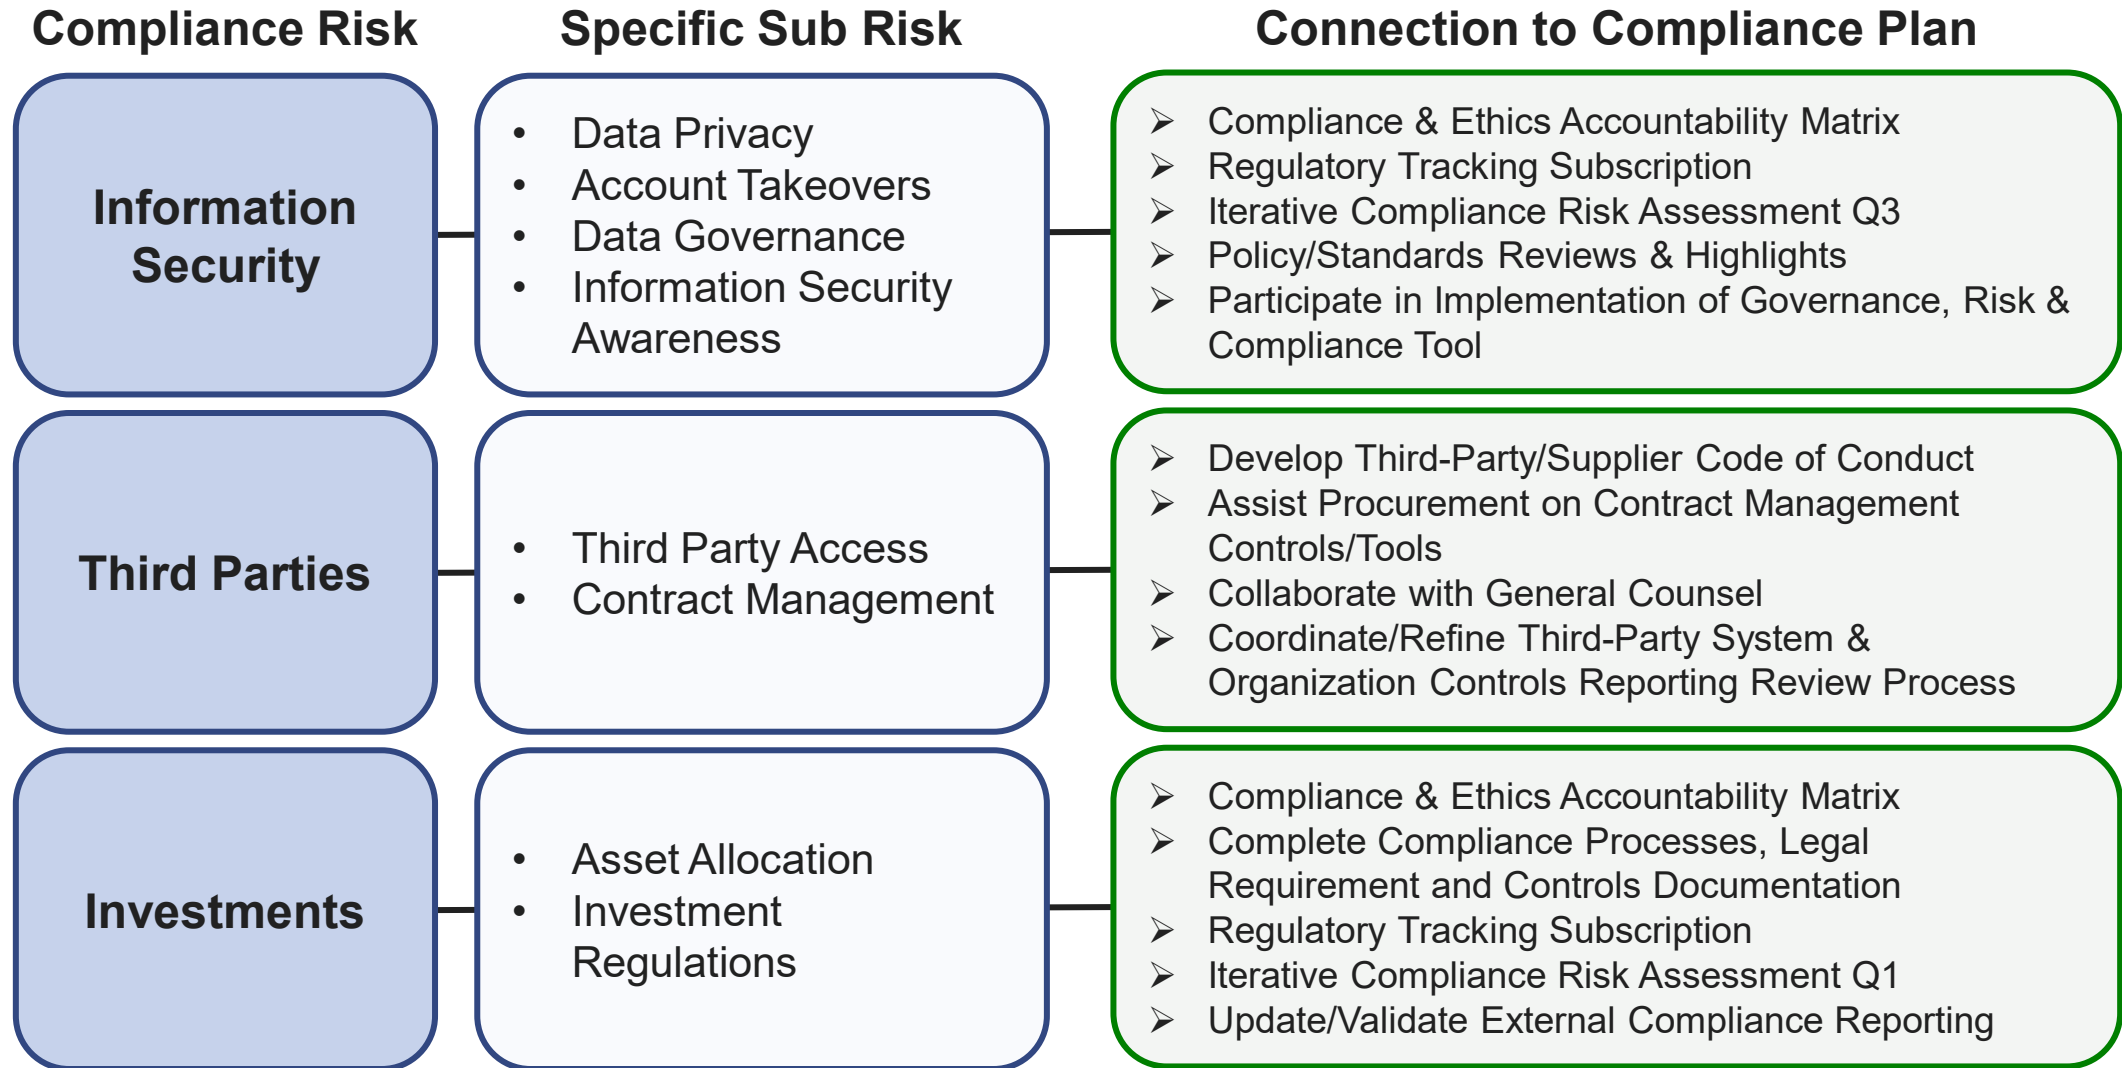 Compliance Risk
Specific Sub Risk
Connection to Compliance Plan
Information
Security
• Data Privacy
• Account Takeovers
• Data Governance
• Information Security
Awareness
➢ Compliance & Ethics Accountability Matrix
➢ Regulatory Tracking Subscription
➢ Iterative Compliance Risk Assessment Q3
➢ Policy/Standards Reviews & Highlights
➢ Participate in Implementation of Governance, Risk &
Compliance Tool
Third Parties
• Third Party Access
• Contract Management
➢ Develop Third-Party/Supplier Code of Conduct
➢ Assist Procurement on Contract Management
Controls/Tools
➢ Collaborate with General Counsel
➢ Coordinate/Refine Third-Party System &
Organization Controls Reporting Review Process
Investments
• Asset Allocation
• Investment
Regulations
➢ Compliance & Ethics Accountability Matrix
➢ Complete Compliance Processes, Legal
Requirement and Controls Documentation
➢ Regulatory Tracking Subscription
➢ Iterative Compliance Risk Assessment Q1
➢ Update/Validate External Compliance Reporting